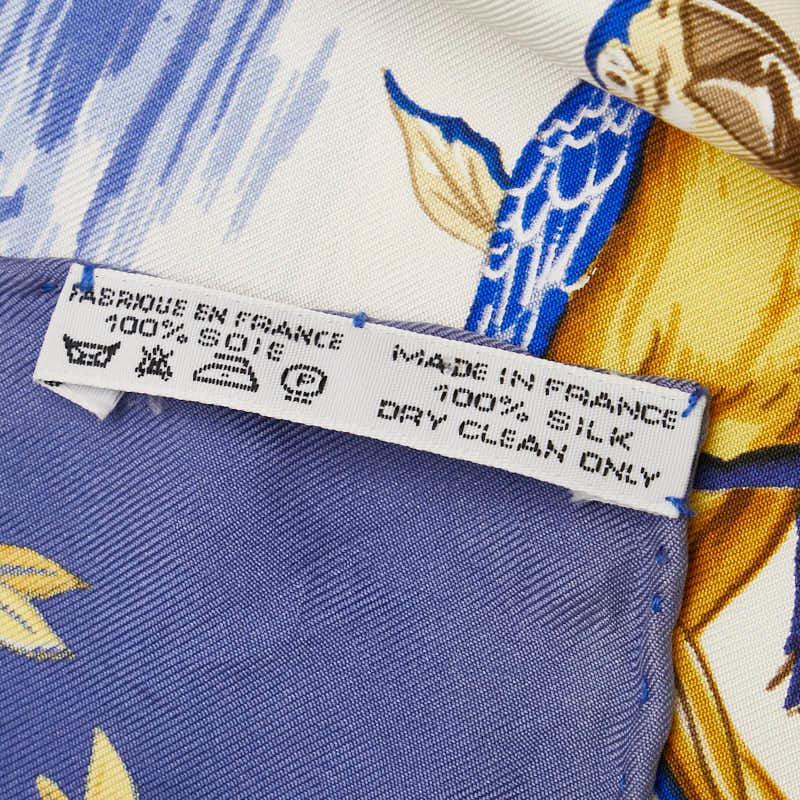 FABRIQUE EN FRANCE
100% SOIE
P
MADE IN FRANCE
100% SILK
DRY CLEAN ONLY